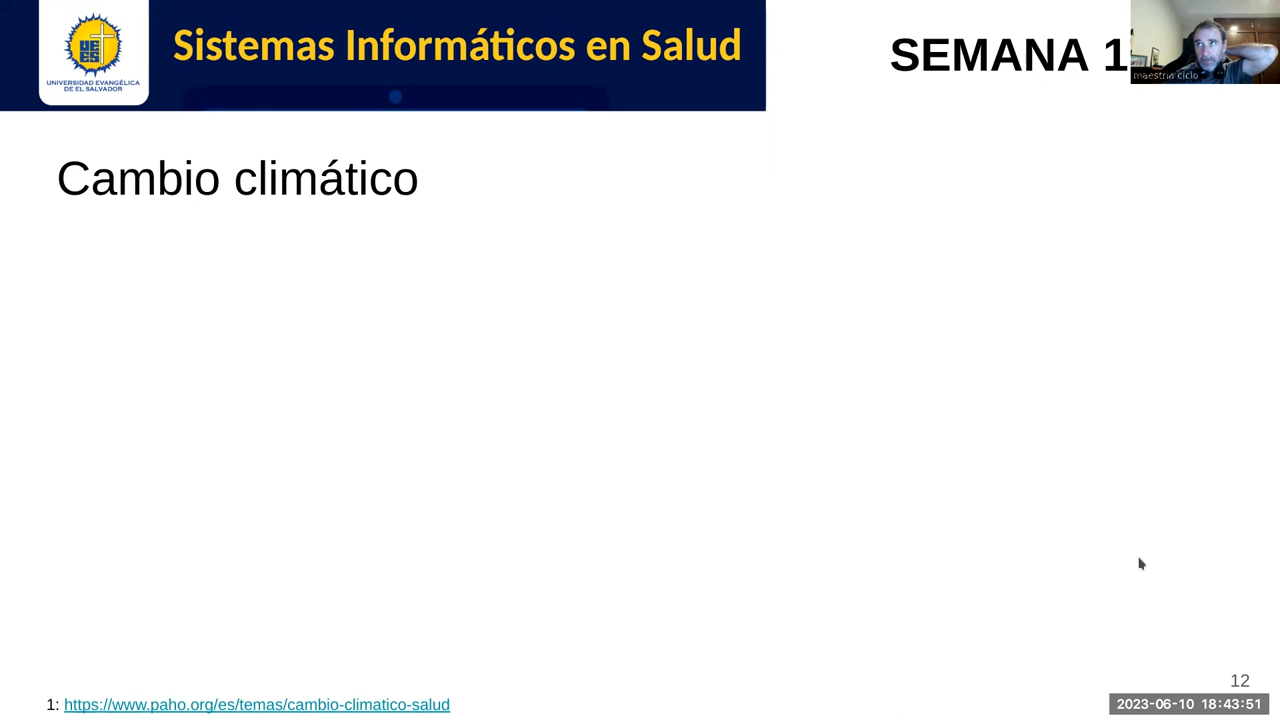 UEES
UNIVERSIDAD EVANGÉLICA
DE EL SALVADOR
Sistemas Informáticos en Salud
SEMANA 1
maestria ciclo
Cambio climático
12
1: https://www.paho.org/es/temas/cambio-climatico-salud
2023-06-10 18:43:51